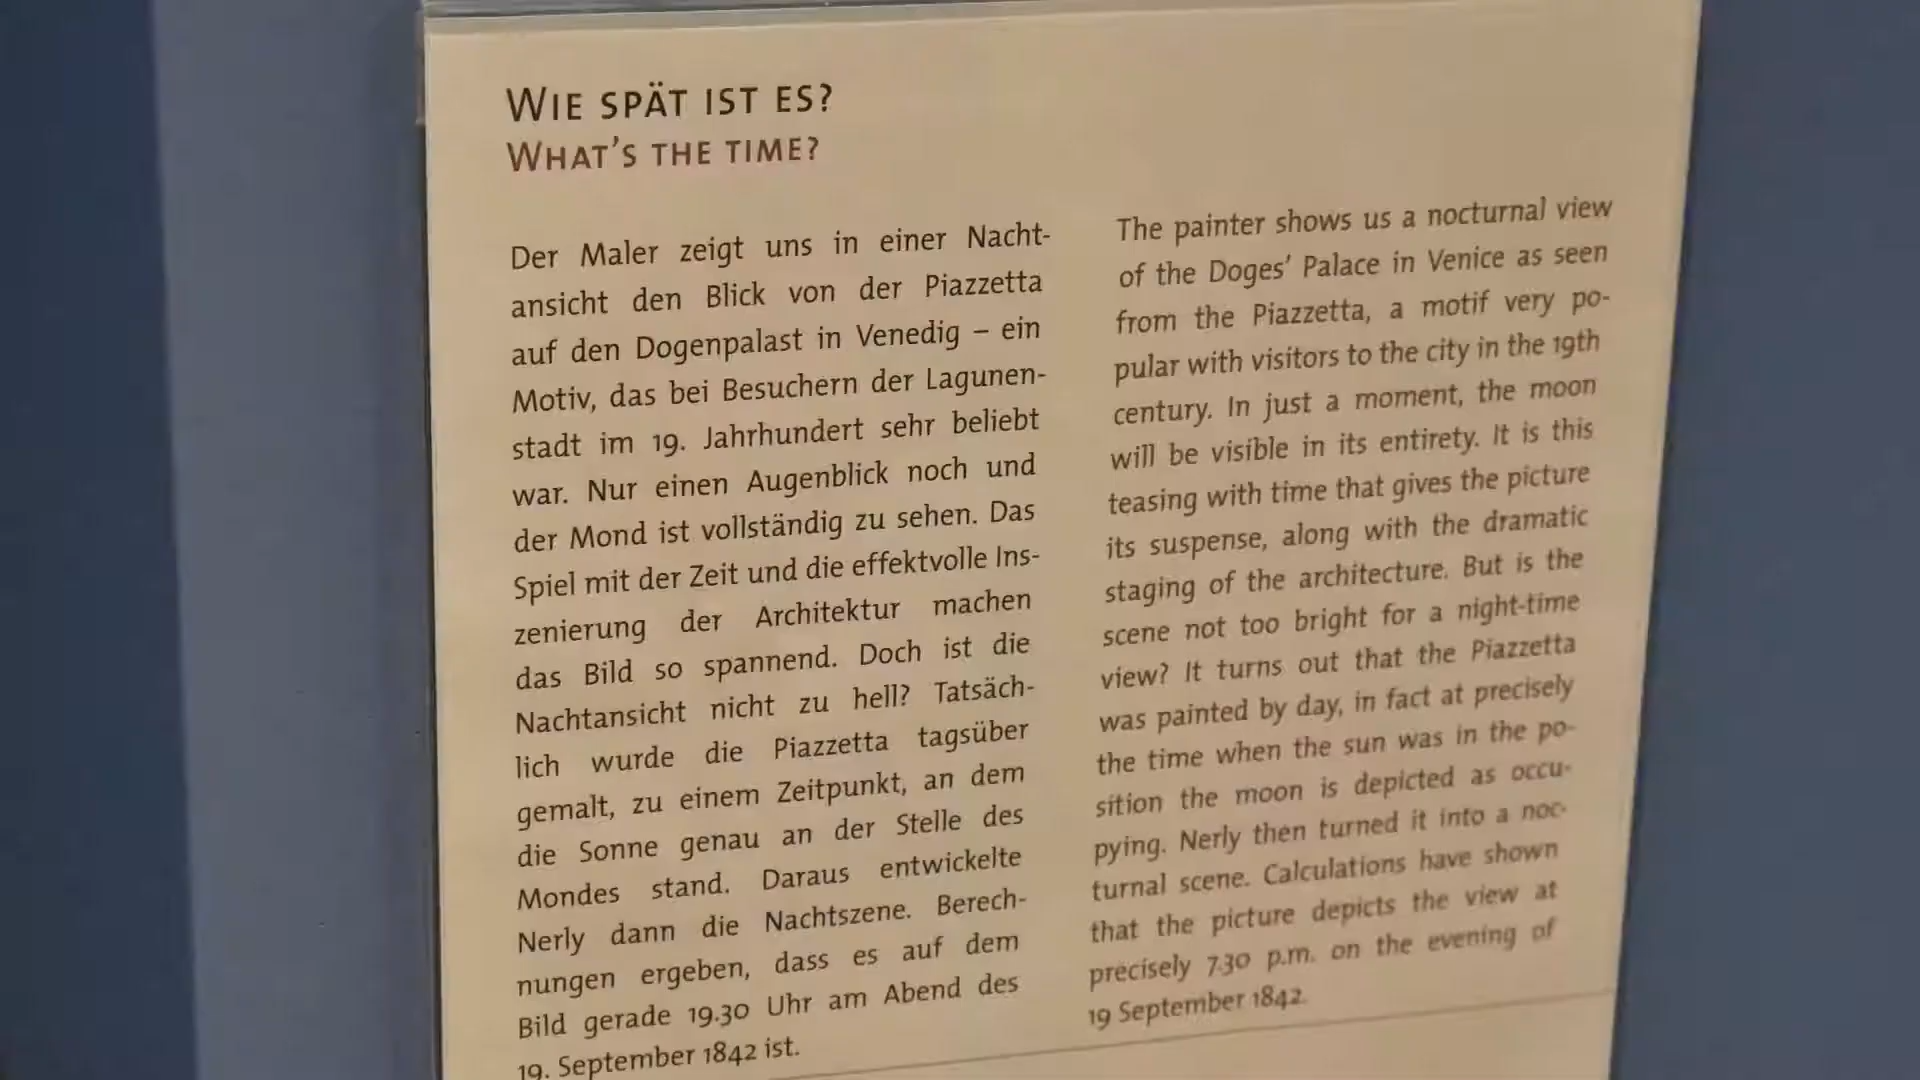 WIE SPÄT IST ES?
WHAT'S THE TIME?
Der Maler zeigt uns in einer Nacht-
ansicht den Blick von der Piazzetta
auf den Dogenpalast in Venedig – ein
Motiv, das bei Besuchern der Lagunen-
stadt im 19. Jahrhundert sehr beliebt
war. Nur einen Augenblick noch und
der Mond ist vollständig zu sehen. Das
Spiel mit der Zeit und die effektvolle Ins-
zenierung der Architektur machen
das Bild so spannend. Doch ist die
Nachtansicht nicht zu hell? Tatsäch-
lich wurde die Piazzetta tagsüber
gemalt, zu einem Zeitpunkt, an dem
die Sonne genau an der Stelle des
Mondes stand. Daraus entwickelte
Nerly dann die Nachtszene. Berech-
nungen ergeben, dass es auf dem
Bild gerade 19.30 Uhr am Abend des
19. September 1842 ist.
The painter shows us a nocturnal view
of the Doges' Palace in Venice as seen
from the Piazzetta, a motif very po-
pular with visitors to the city in the 19th
century. In just a moment, the moon
will be visible in its entirety. It is this
teasing with time that gives the picture
its suspense, along with the dramatic
staging of the architecture. But is the
scene not too bright for a night-time
view? It turns out that the Piazzetta
was painted by day, in fact at precisely
the time when the sun was in the po-
sition the moon is depicted as occu-
pying. Nerly then turned it into a noc-
turnal scene. Calculations have shown
that the picture depicts the view at
precisely 7.30 p.m. on the evening of
19 September 1842.